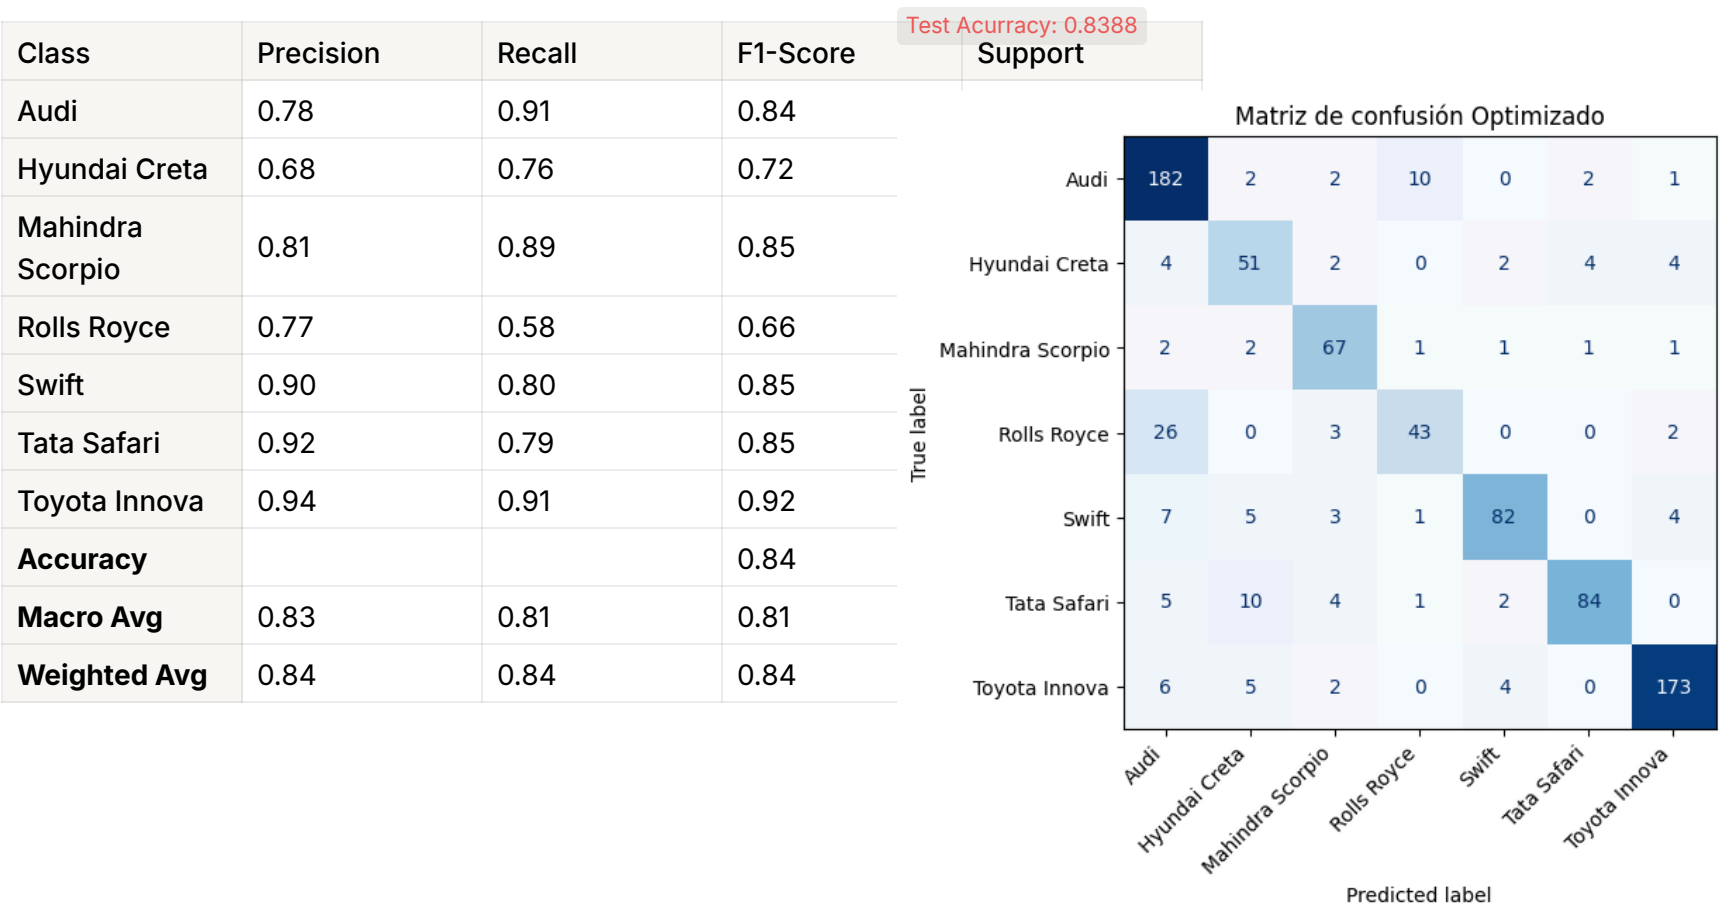 Test Acurracy: 0.8388
Class Precision Recall F1-Score Support
Audi 0.78 0.91 0.84
Hyundai Creta 0.68 0.76 0.72
Mahindra
Scorpio 0.81 0.89 0.85
Rolls Royce 0.77 0.58 0.66
Swift 0.90 0.80 0.85
Tata Safari 0.92 0.79 0.85
Toyota Innova 0.94 0.91 0.92
Accuracy 0.84
Macro Avg 0.83 0.81 0.81
Weighted Avg 0.84 0.84 0.84
Matriz de confusión Optimizado
True label
Audi 182 2 2 10 0 2 1
Hyundai Creta 4 51 2 0 2 4 4
Mahindra Scorpio 2 2 67 1 1 1 1
Rolls Royce 26 0 3 43 0 0 2
Swift 7 5 3 1 82 0 4
Tata Safari 5 10 4 1 2 84 0
Toyota Innova 6 5 2 0 4 0 173
Audi Hyundai Creta Mahindra Scorpio Rolls Royce Swift Tata Safari Toyota Innova
Predicted label